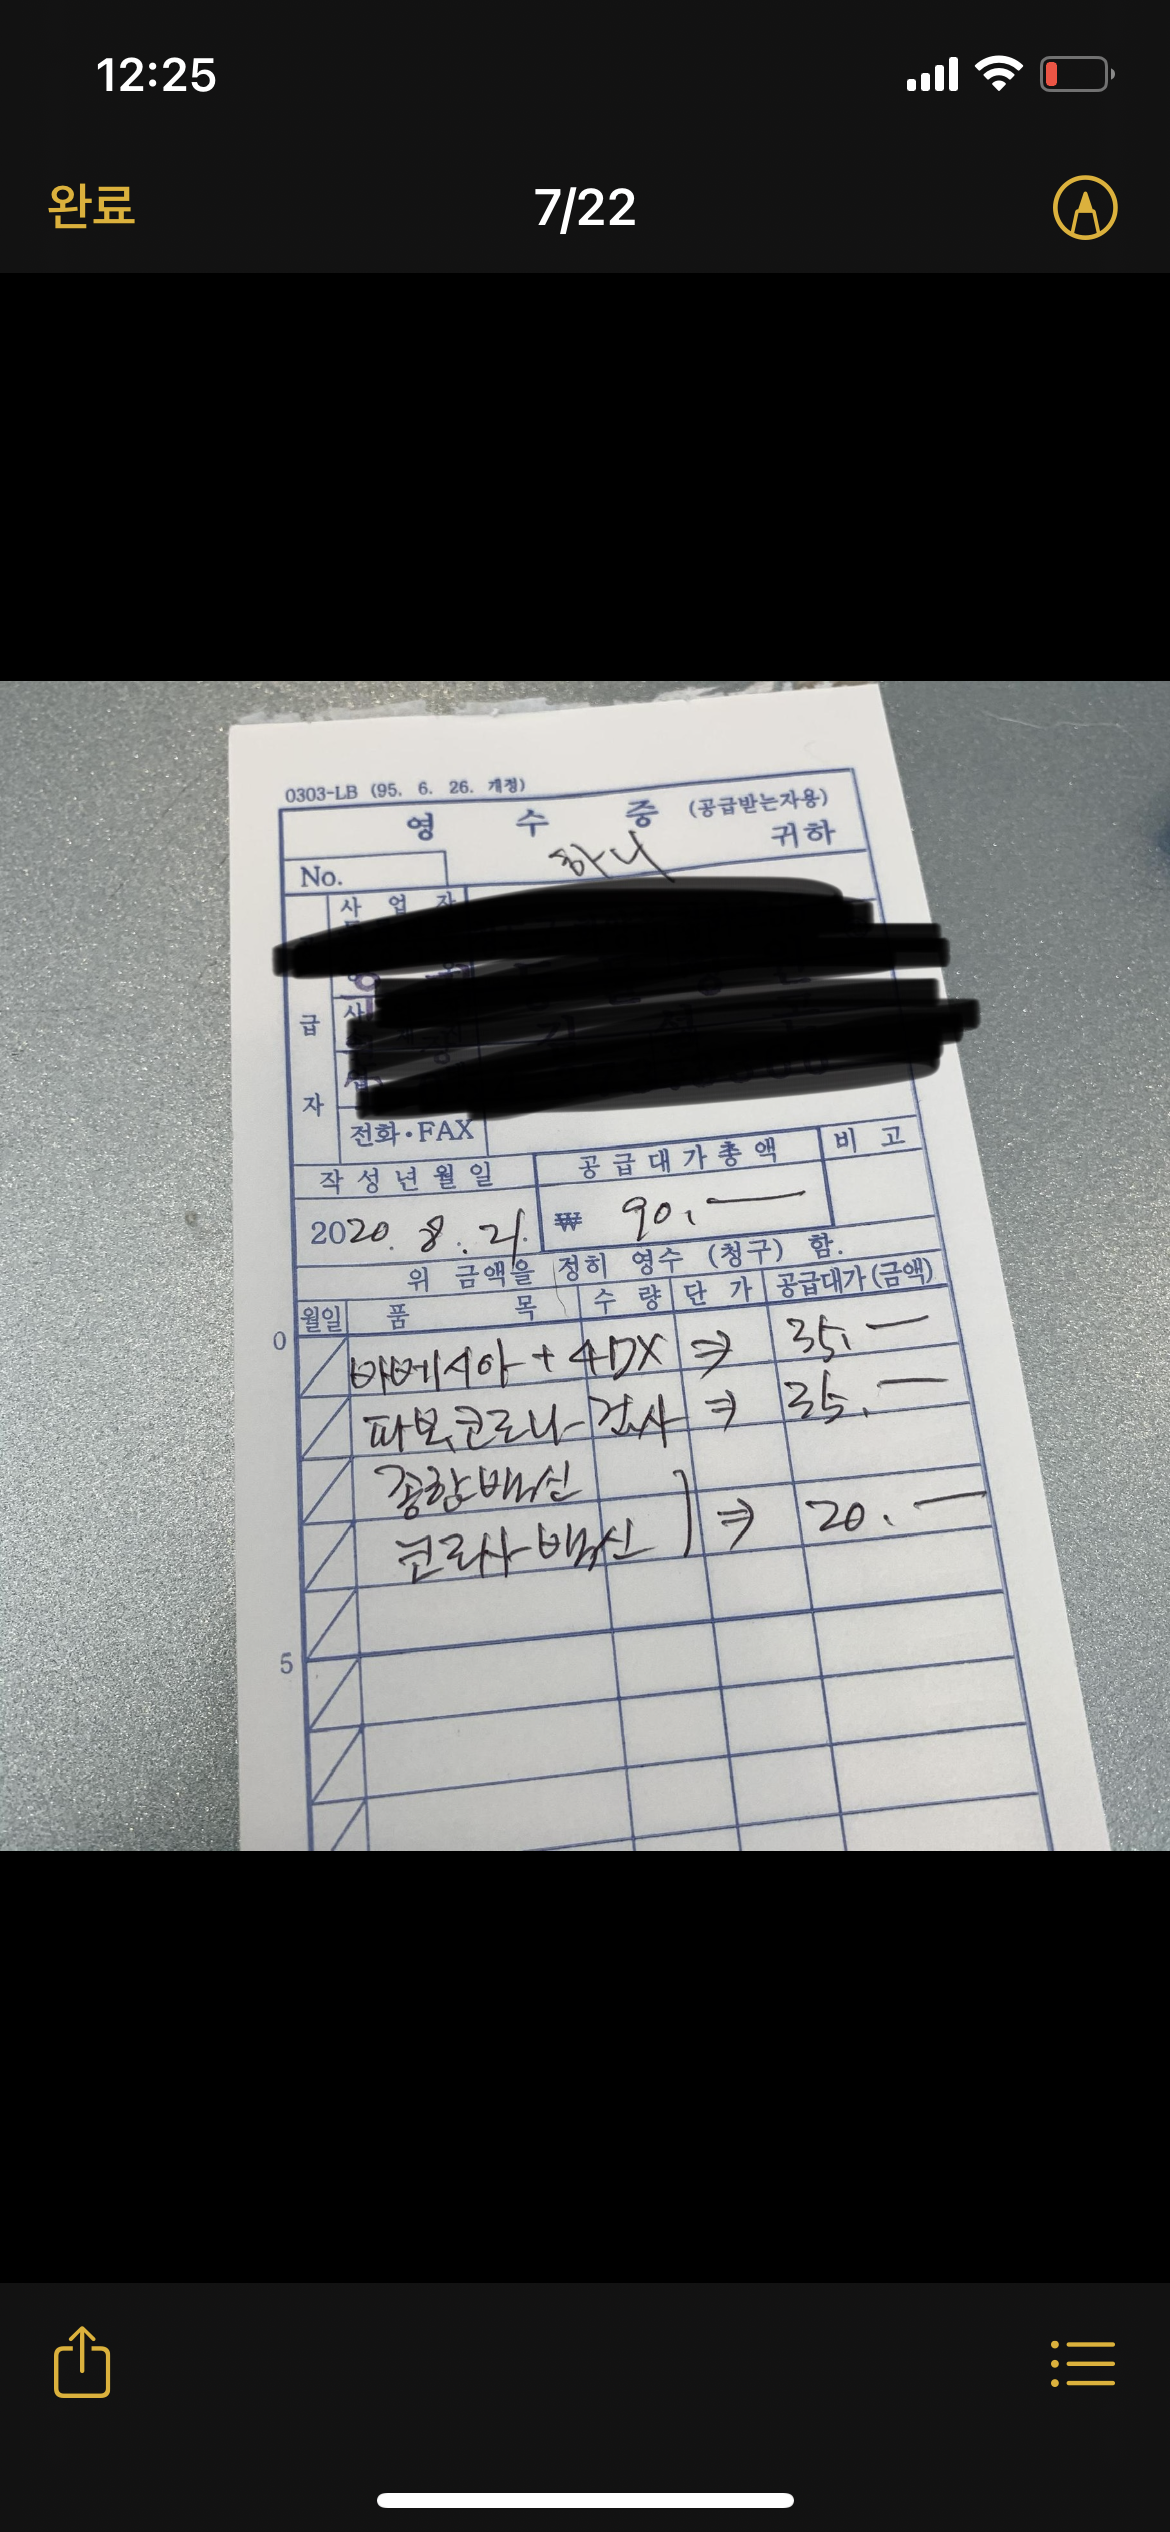 12:25
완료
7/22
0303-LB (95. 6. 26. 개정)
영 수 증 (공급받는자용)
하니 귀하
No.
사 업 자
급
자
전화·FAX
작성년월일 공급대가총액 비고
2020. 8. 21. ₩ 90.—
위 금액을 정히 영수 (청구) 함.
월일 품 목 수량 단가 공급대가(금액)
0
바베시아 + 4DX ⇒ 35.—
파보, 코로나 검사 ⇒ 35.—
종합백신
코로사 백신 ] ⇒ 20.—
5